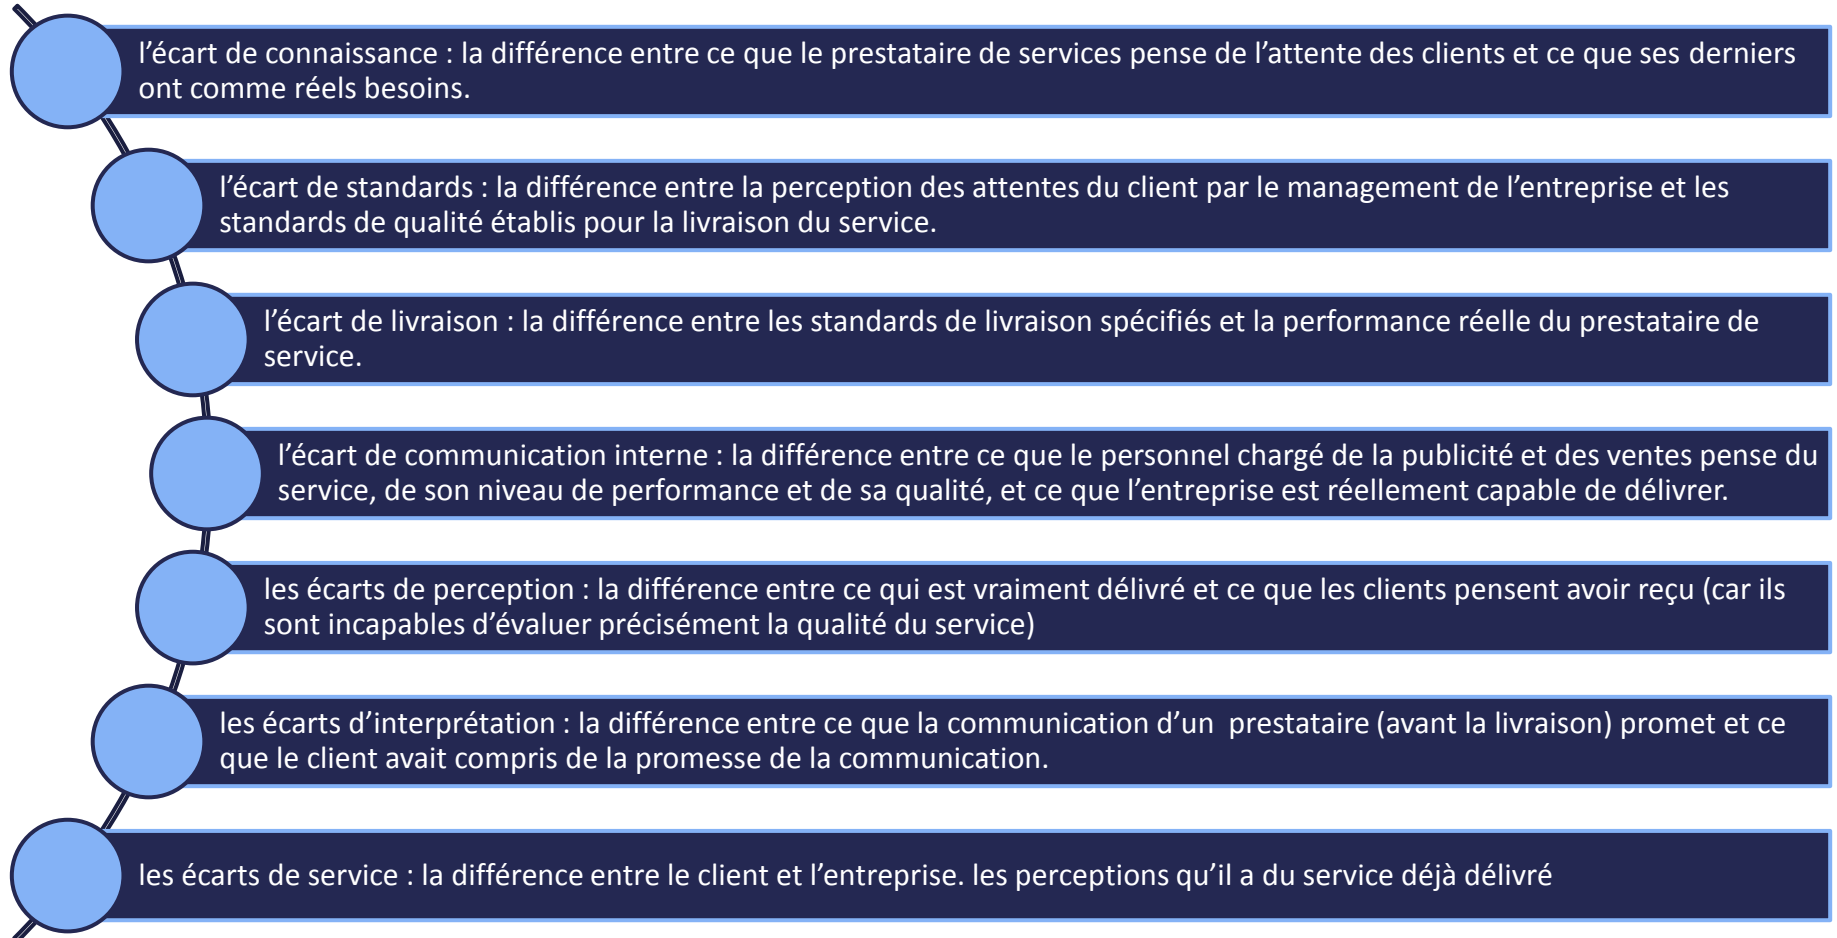 l’écart de connaissance : la différence entre ce que le prestataire de services pense de l’attente des clients et ce que ses derniers
ont comme réels besoins.
l’écart de standards : la différence entre la perception des attentes du client par le management de l’entreprise et les
standards de qualité établis pour la livraison du service.
l’écart de livraison : la différence entre les standards de livraison spécifiés et la performance réelle du prestataire de
service.
l’écart de communication interne : la différence entre ce que le personnel chargé de la publicité et des ventes pense du
service, de son niveau de performance et de sa qualité, et ce que l’entreprise est réellement capable de délivrer.
les écarts de perception : la différence entre ce qui est vraiment délivré et ce que les clients pensent avoir reçu (car ils
sont incapables d’évaluer précisément la qualité du service)
les écarts d’interprétation : la différence entre ce que la communication d’un  prestataire (avant la livraison) promet et ce
que le client avait compris de la promesse de la communication.
les écarts de service : la différence entre le client et l’entreprise. les perceptions qu’il a du service déjà délivré